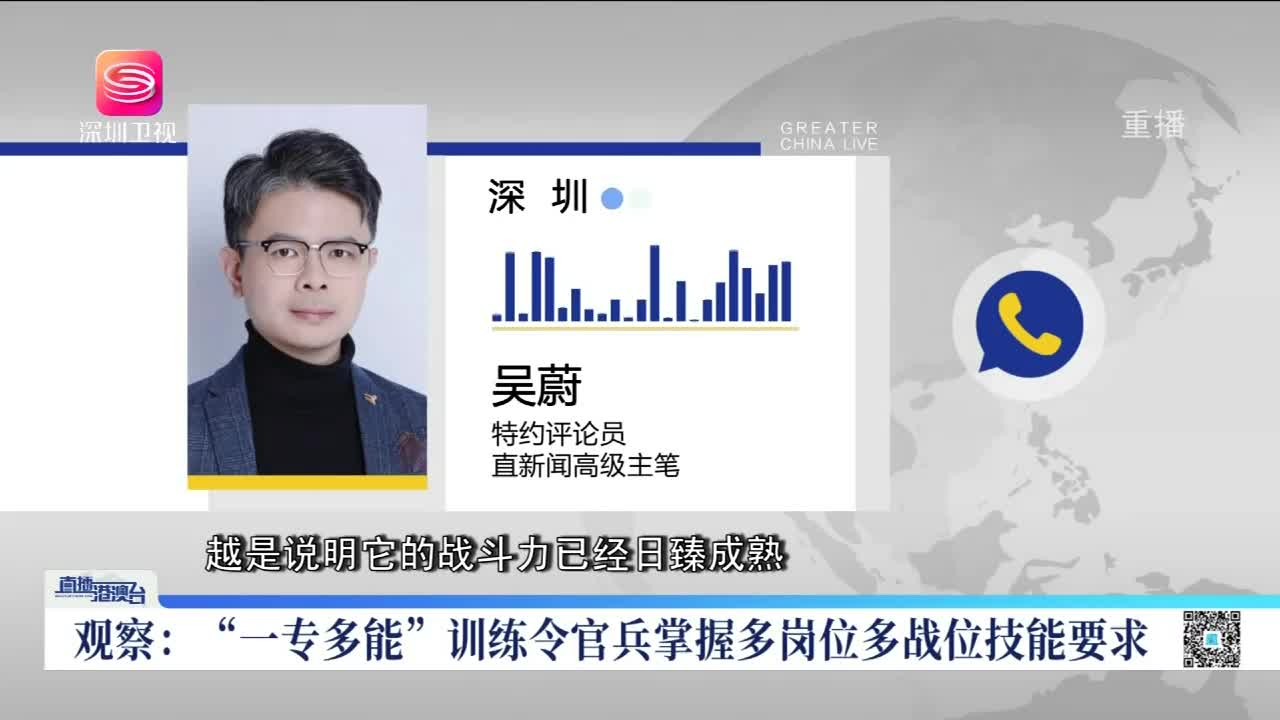 深圳卫视
GREATER
CHINA LIVE
重播
深 圳
吴蔚
特约评论员
直新闻高级主笔
越是说明它的战斗力已经日臻成熟
直播港澳台
观察：“一专多能”训练令官兵掌握多岗位多战位技能要求